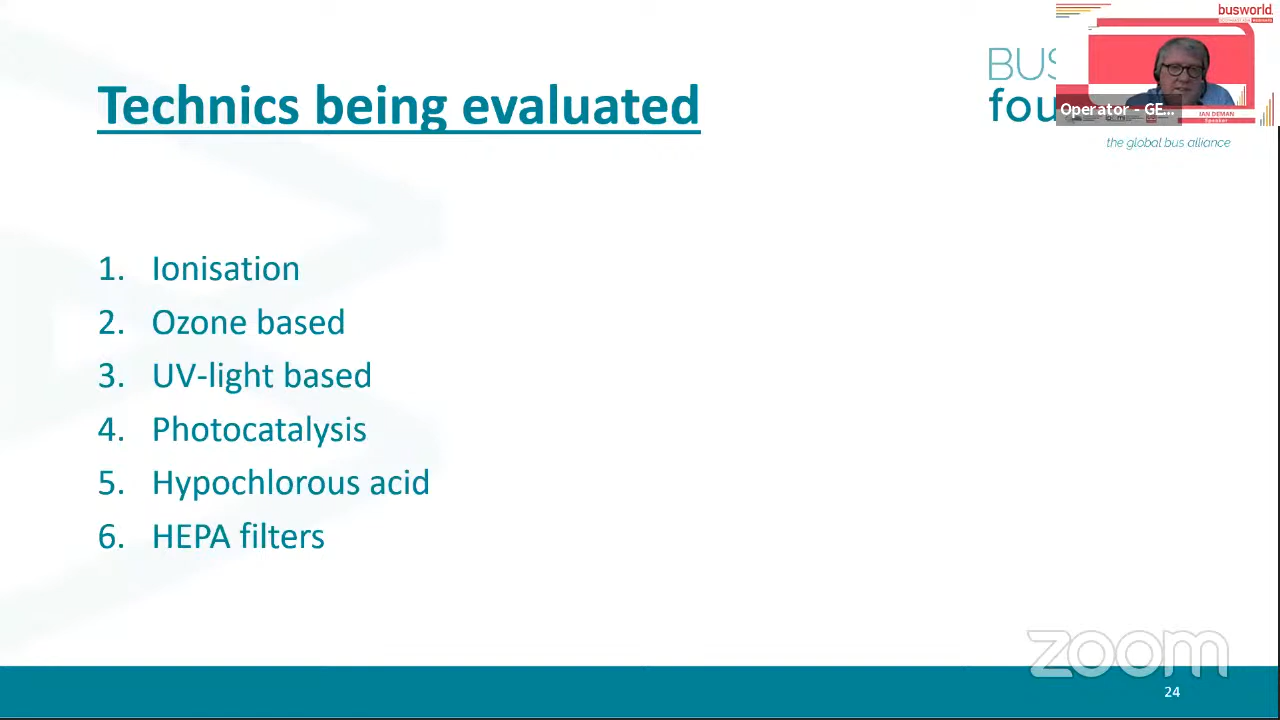 Technics being evaluated
busworld.
BUS
fou
Operator - GE...
JAN DEMAN
Speaker
the global bus alliance
1. Ionisation
2. Ozone based
3. UV-light based
4. Photocatalysis
5. Hypochlorous acid
6. HEPA filters
zoom
24